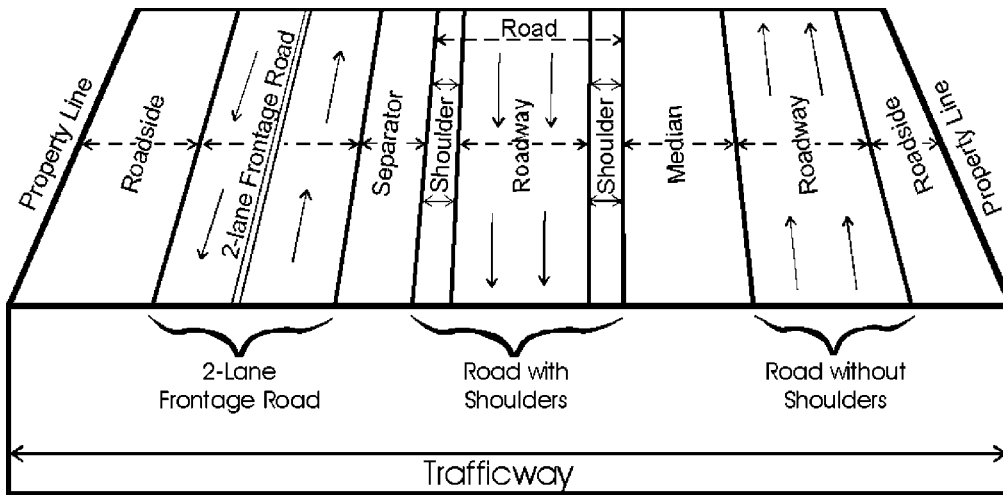 Road
Property Line
Roadside
2-lane Frontage Road
Separator
Shoulder
Roadway
Shoulder
Median
Roadway
Roadside
Property Line
2-Lane
Frontage Road
Road with
Shoulders
Road without
Shoulders
Trafficway